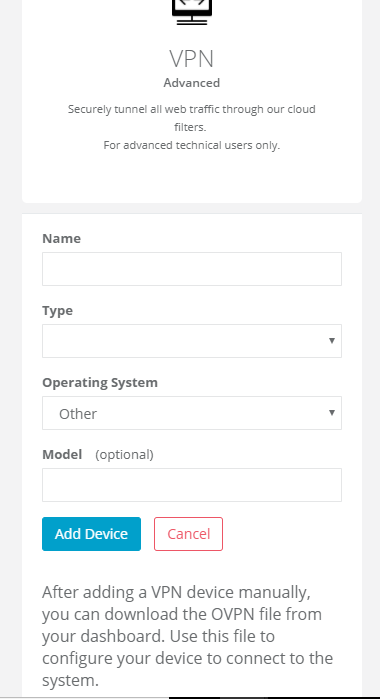 VPN
Advanced
Securely tunnel all web traffic through our cloud
filters.
For advanced technical users only.
Name
Type
Operating System
Other
Model (optional)
Add Device Cancel
After adding a VPN device manually,
you can download the OVPN file from
your dashboard. Use this file to
configure your device to connect to the
system.